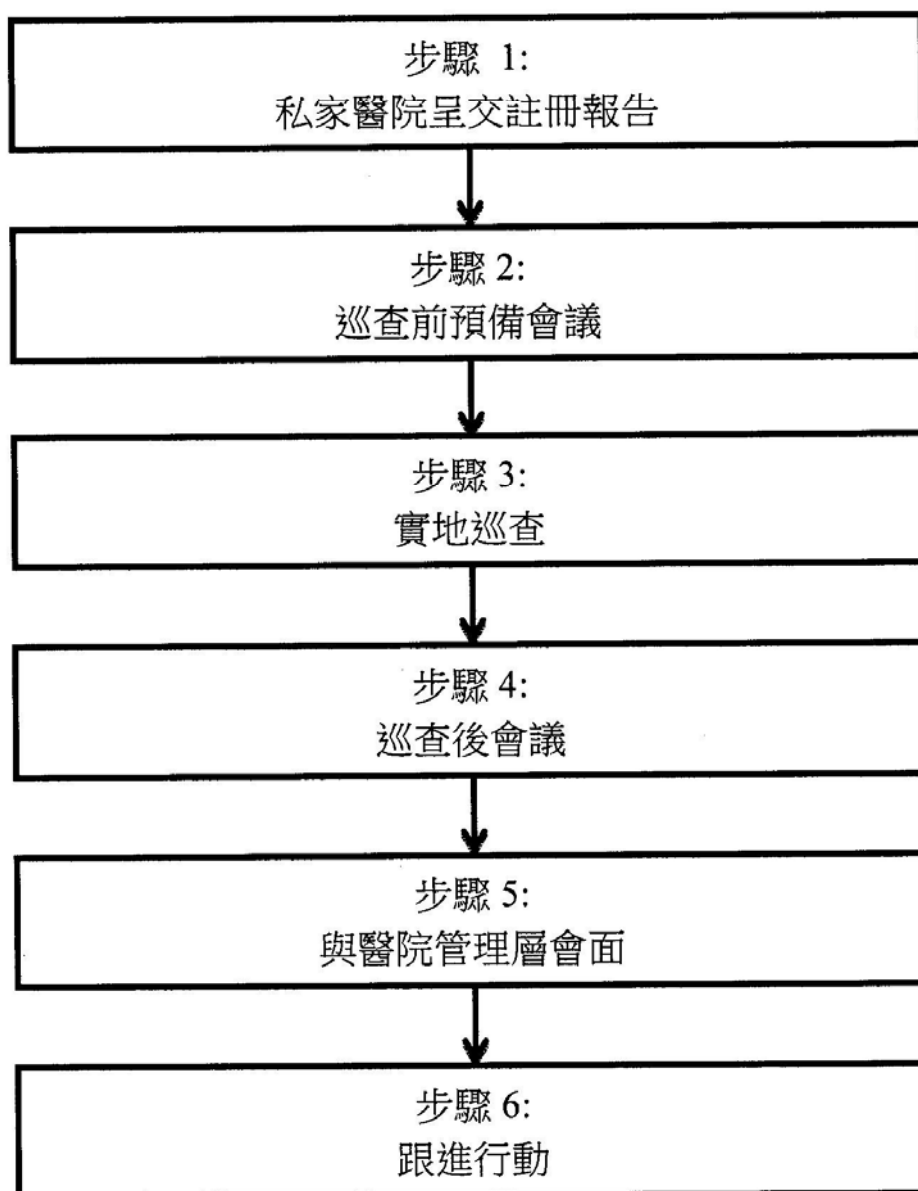 步驟 1:
私家醫院呈交註冊報告
步驟 2:
巡查前預備會議
步驟 3:
實地巡查
步驟 4:
巡查後會議
步驟 5:
與醫院管理層會面
步驟 6:
跟進行動